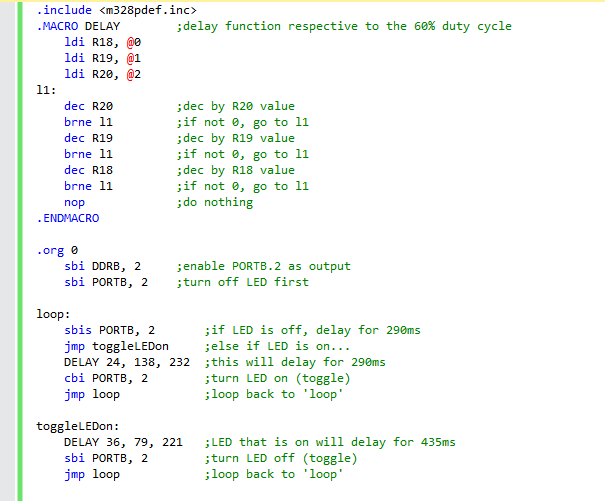 .include <m328pdef.inc>
.MACRO DELAY ;delay function respective to the 60% duty cycle
ldi R18, @0
ldi R19, @1
ldi R20, @2
l1:
dec R20 ;dec by R20 value
brne l1 ;if not 0, go to l1
dec R19 ;dec by R19 value
brne l1 ;if not 0, go to l1
dec R18 ;dec by R18 value
brne l1 ;if not 0, go to l1
nop ;do nothing
.ENDMACRO
.org 0
sbi DDRB, 2 ;enable PORTB.2 as output
sbi PORTB, 2 ;turn off LED first
loop:
sbis PORTB, 2 ;if LED is off, delay for 290ms
jmp toggleLEDon ;else if LED is on...
DELAY 24, 138, 232 ;this will delay for 290ms
cbi PORTB, 2 ;turn LED on (toggle)
jmp loop ;loop back to 'loop'
toggleLEDon:
DELAY 36, 79, 221 ;LED that is on will delay for 435ms
sbi PORTB, 2 ;turn LED off (toggle)
jmp loop ;loop back to 'loop'